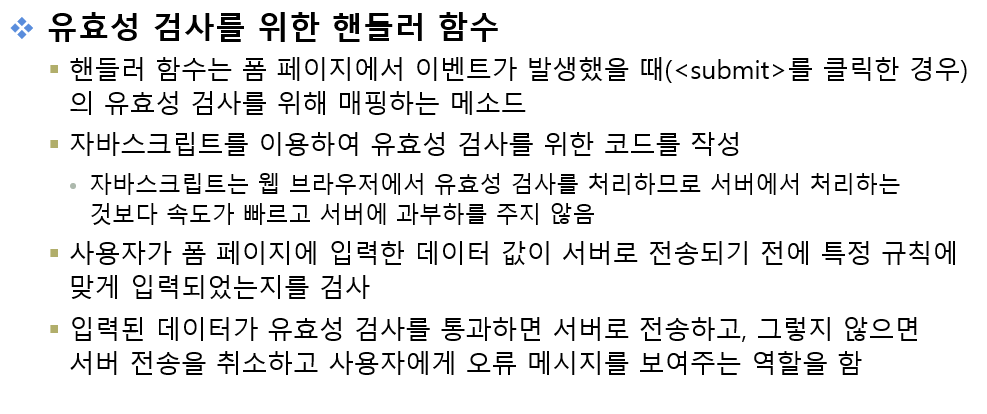 유효성 검사를 위한 핸들러 함수
핸들러 함수는 폼 페이지에서 이벤트가 발생했을 때(<submit>를 클릭한 경우)
의 유효성 검사를 위해 매핑하는 메소드
자바스크립트를 이용하여 유효성 검사를 위한 코드를 작성
자바스크립트는 웹 브라우저에서 유효성 검사를 처리하므로 서버에서 처리하는
것보다 속도가 빠르고 서버에 과부하를 주지 않음
사용자가 폼 페이지에 입력한 데이터 값이 서버로 전송되기 전에 특정 규칙에
맞게 입력되었는지를 검사
입력된 데이터가 유효성 검사를 통과하면 서버로 전송하고, 그렇지 않으면
서버 전송을 취소하고 사용자에게 오류 메시지를 보여주는 역할을 함